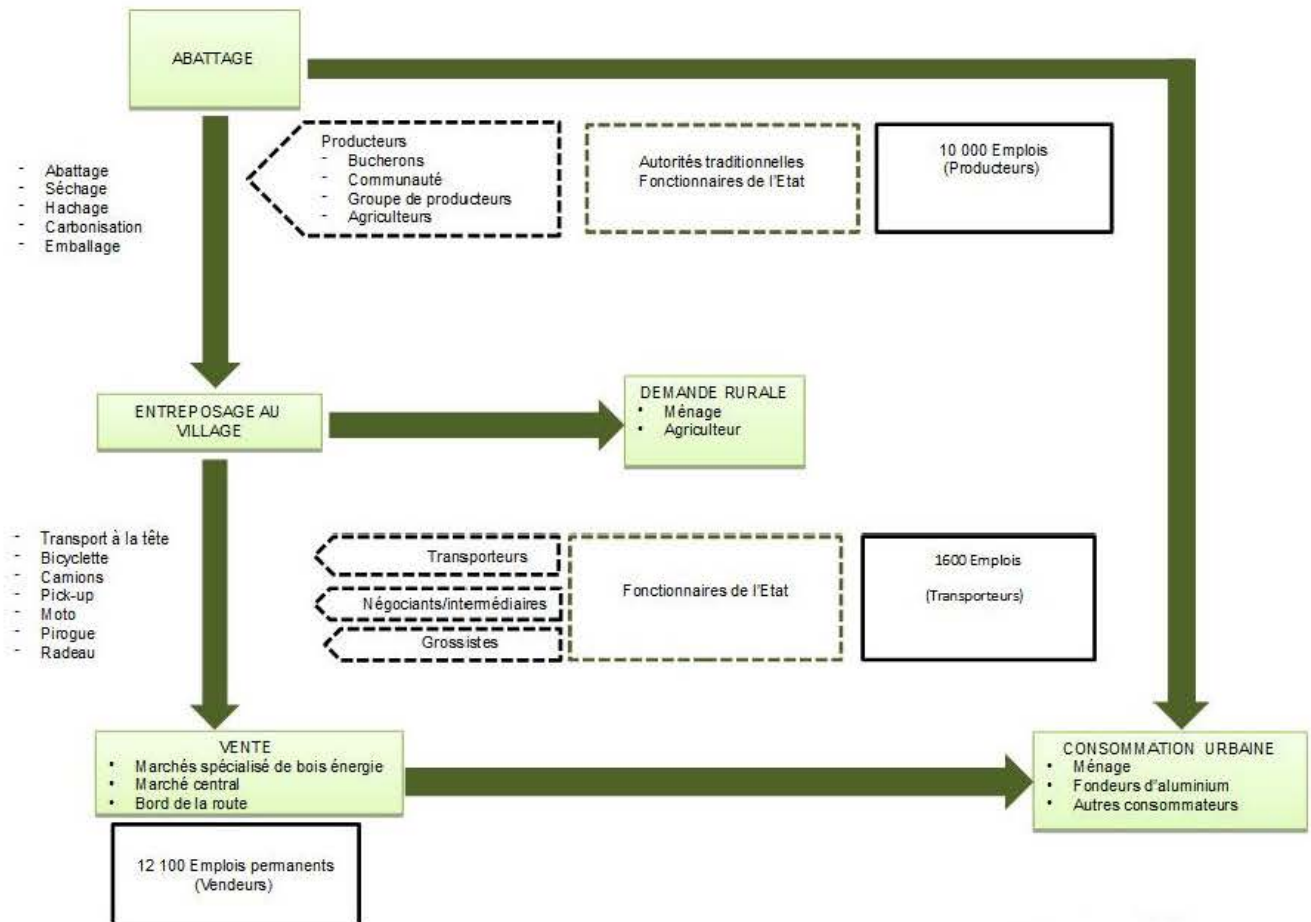 ABATTAGE
- Abattage
- Séchage
- Hachage
- Carbonisation
- Emballage
Producteurs
- Bucherons
- Communauté
- Groupe de producteurs
- Agriculteurs
Autorités traditionnelles
Fonctionnaires de l'Etat
10 000 Emplois
(Producteurs)
ENTREPOSAGE AU
VILLAGE
DEMANDE RURALE
• Ménage
• Agriculteur
- Transport à la tête
- Bicyclette
- Camions
- Pick-up
- Moto
- Pirogue
- Radeau
Transporteurs
Négociants/intermédiaires
Grossistes
Fonctionnaires de l'Etat
1600 Emplois
(Transporteurs)
VENTE
• Marchés spécialisé de bois énergie
• Marché central
• Bord de la route
CONSOMMATION URBAINE
• Ménage
• Fondeurs d'aluminium
• Autres consommateurs
12 100 Emplois permanents
(Vendeurs)